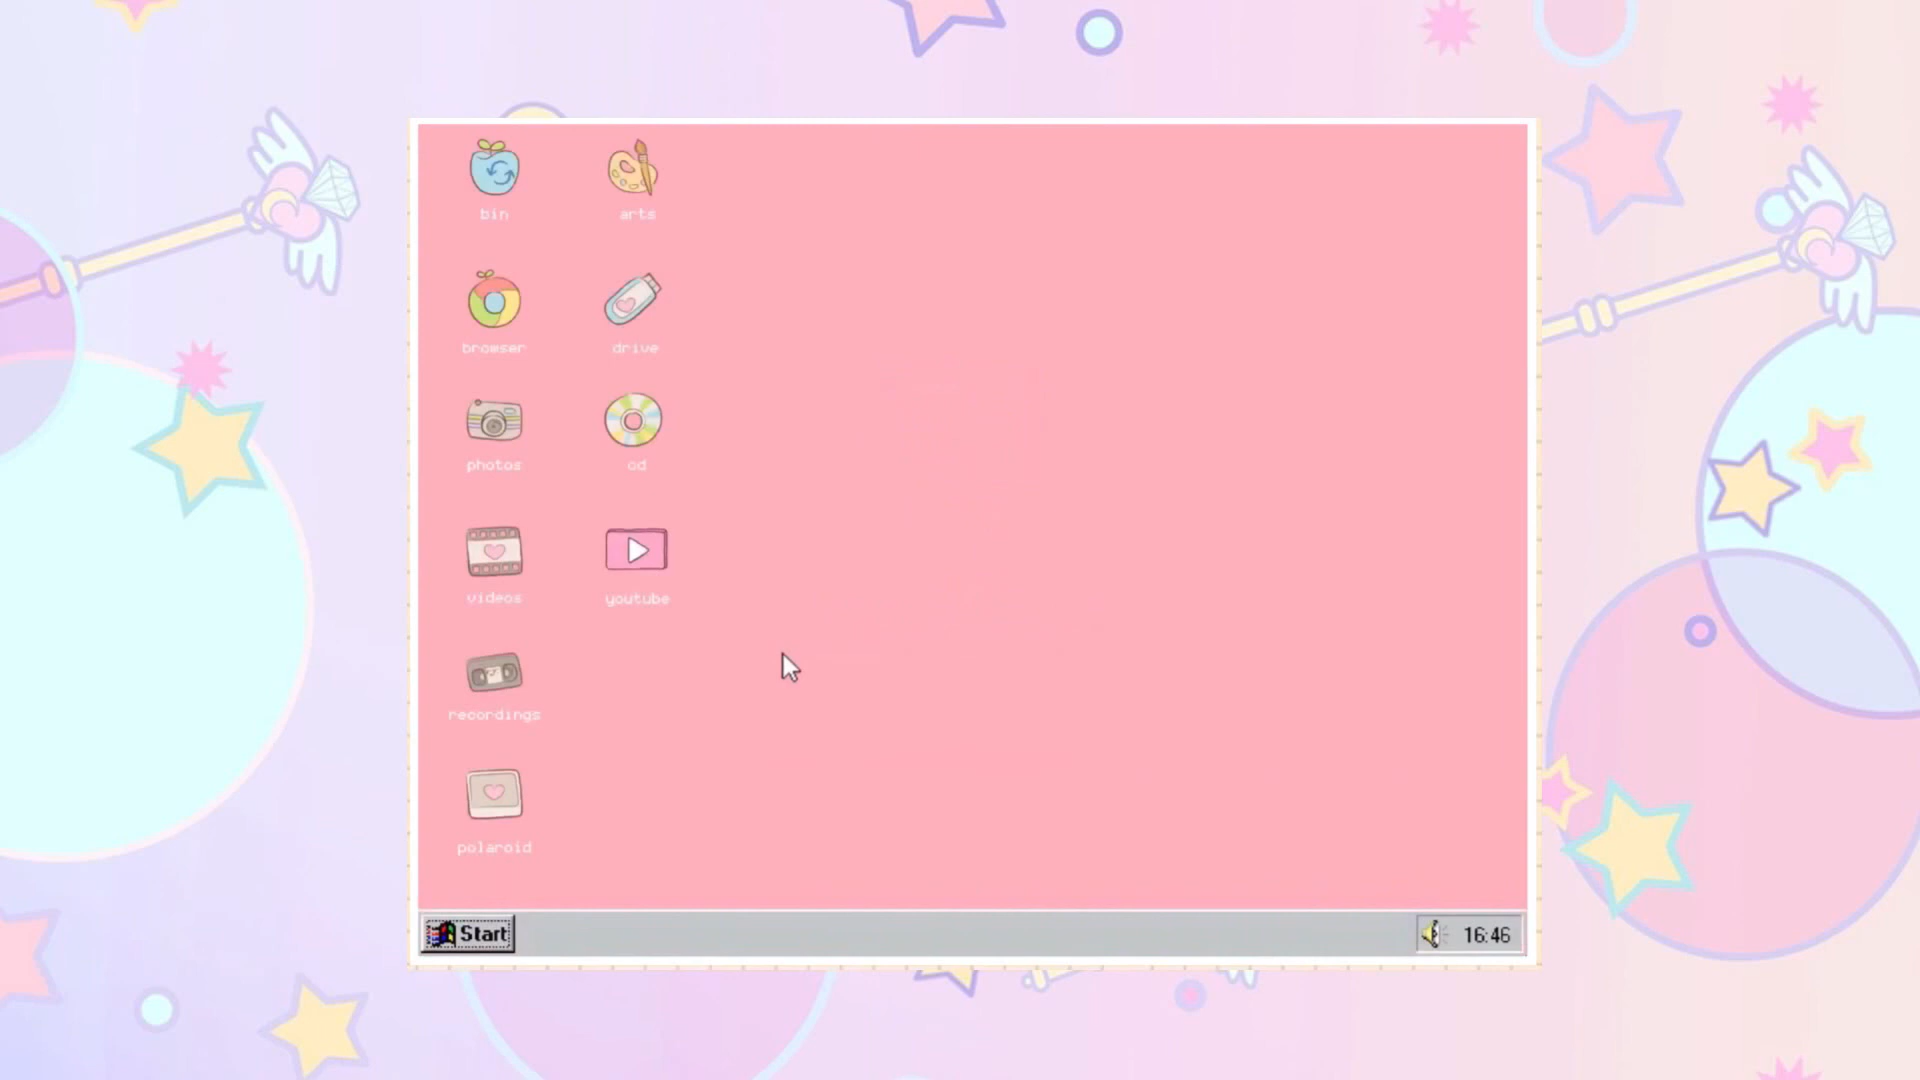 bin
arts
browser
drive
photos
cd
videos
youtube
recordings
polaroid
Start
16:46